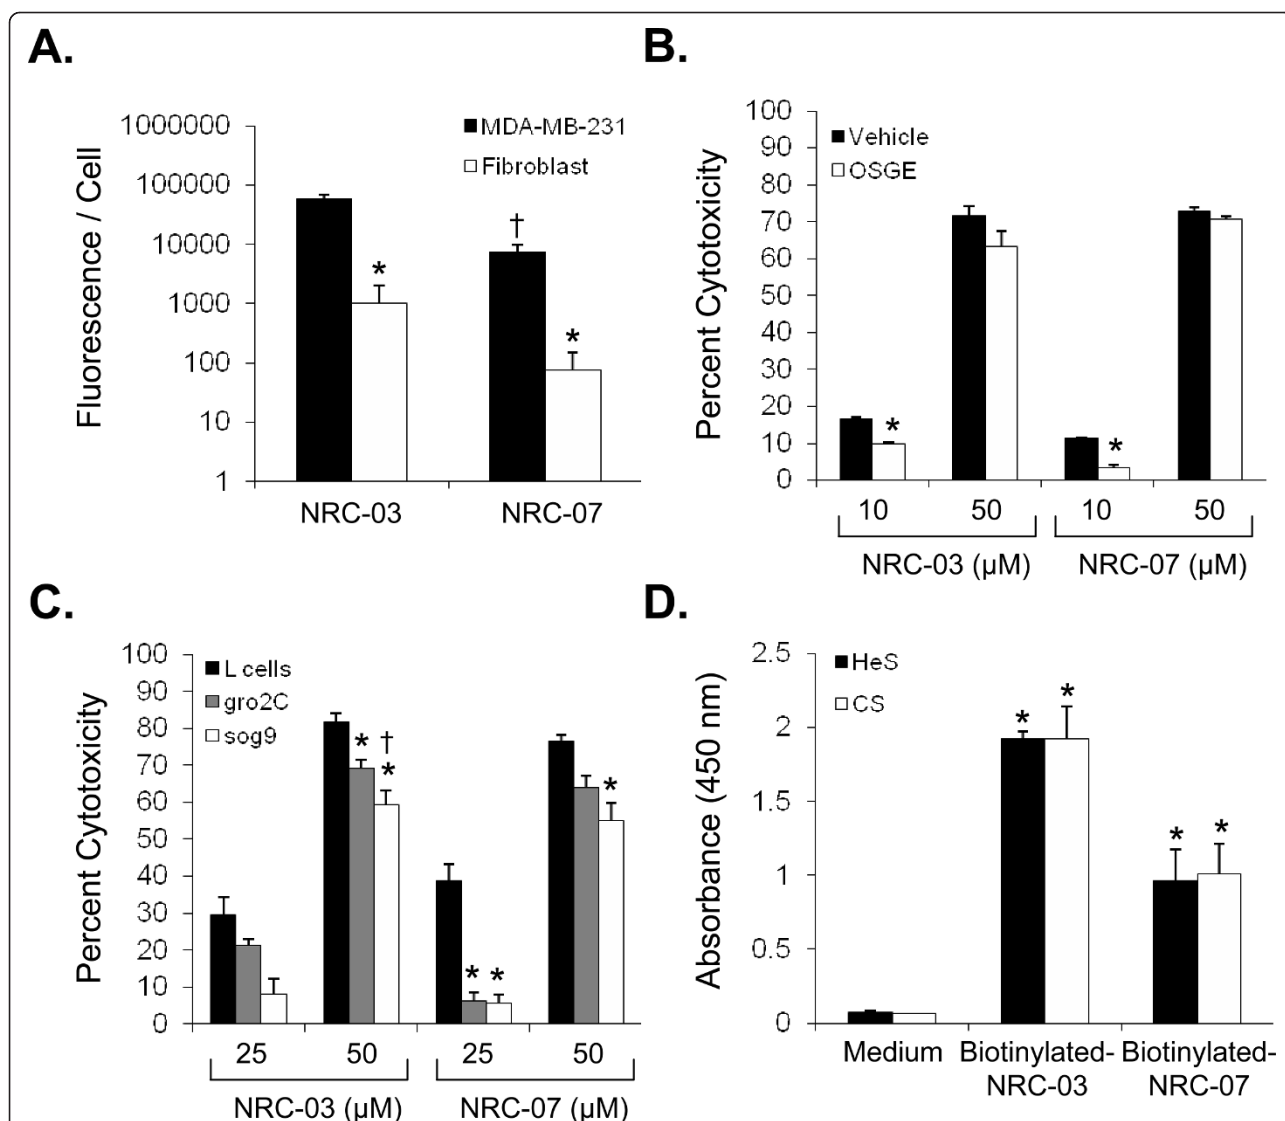 A.
Fluorescence / Cell
1000000
100000
10000
1000
100
10
1
MDA-MB-231
Fibroblast
†
*
*
NRC-03 NRC-07
B.
Percent Cytotoxicity
100
90
80
70
60
50
40
30
20
10
0
Vehicle
OSGE
*
*
10 50 10 50
NRC-03 (µM) NRC-07 (µM)
C.
Percent Cytotoxicity
100
90
80
70
60
50
40
30
20
10
0
L cells
gro2C
sog9
†
* *
*
* *
25 50 25 50
NRC-03 (µM) NRC-07 (µM)
D.
Absorbance (450 nm)
2.5
2
1.5
1
0.5
0
HeS
CS
* *
* *
Medium Biotinylated- Biotinylated-
NRC-03 NRC-07